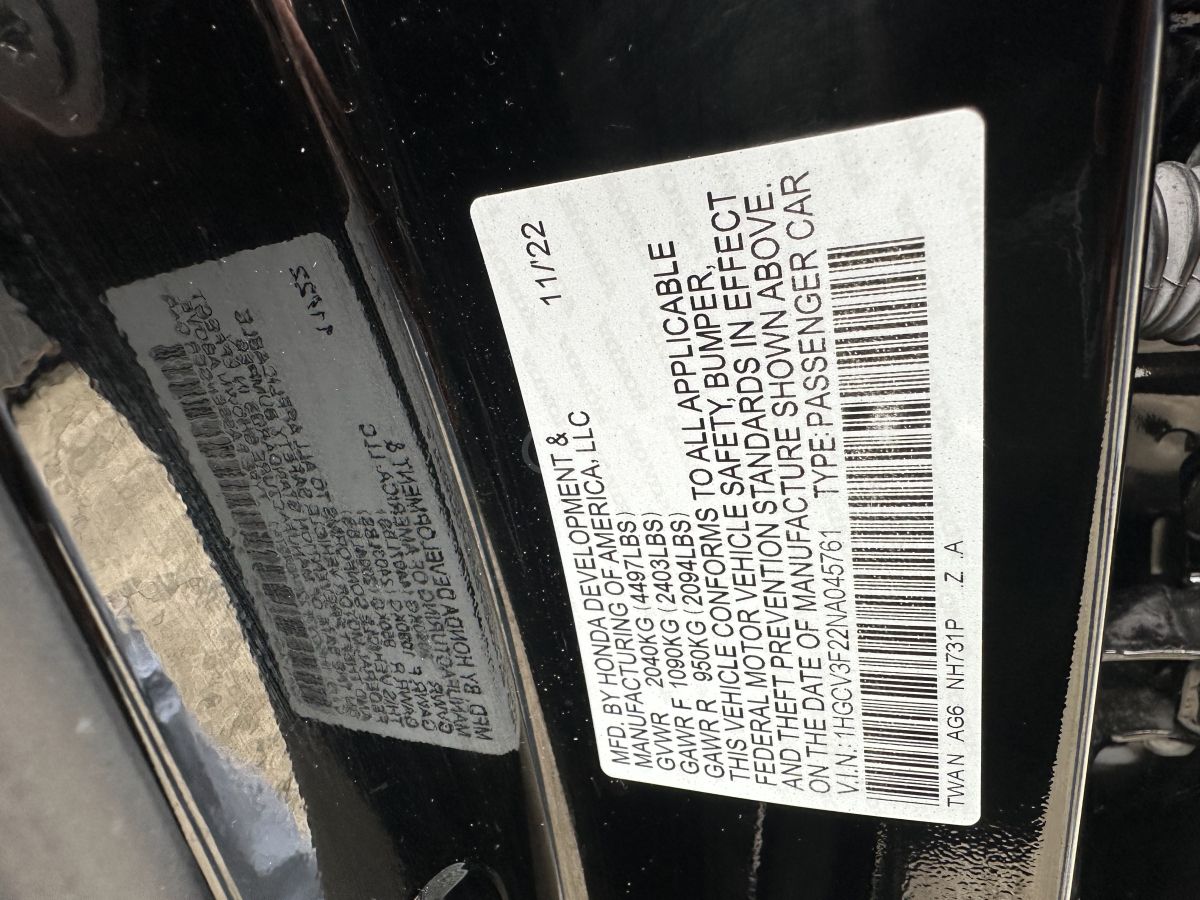 11/'22
MFD. BY HONDA DEVELOPMENT &
MANUFACTURING OF AMERICA, LLC
GVWR 2040KG (4497LBS)
GAWR F 1090KG (2403LBS)
GAWR R 950KG (2094LBS)
THIS VEHICLE CONFORMS TO ALL APPLICABLE
FEDERAL MOTOR VEHICLE SAFETY, BUMPER,
AND THEFT PREVENTION STANDARDS IN EFFECT
ON THE DATE OF MANUFACTURE SHOWN ABOVE.
V.I.N.: 1HGCV3F22NA045761 TYPE:PASSENGER CAR
TWAN AG6 NH731P Z.A